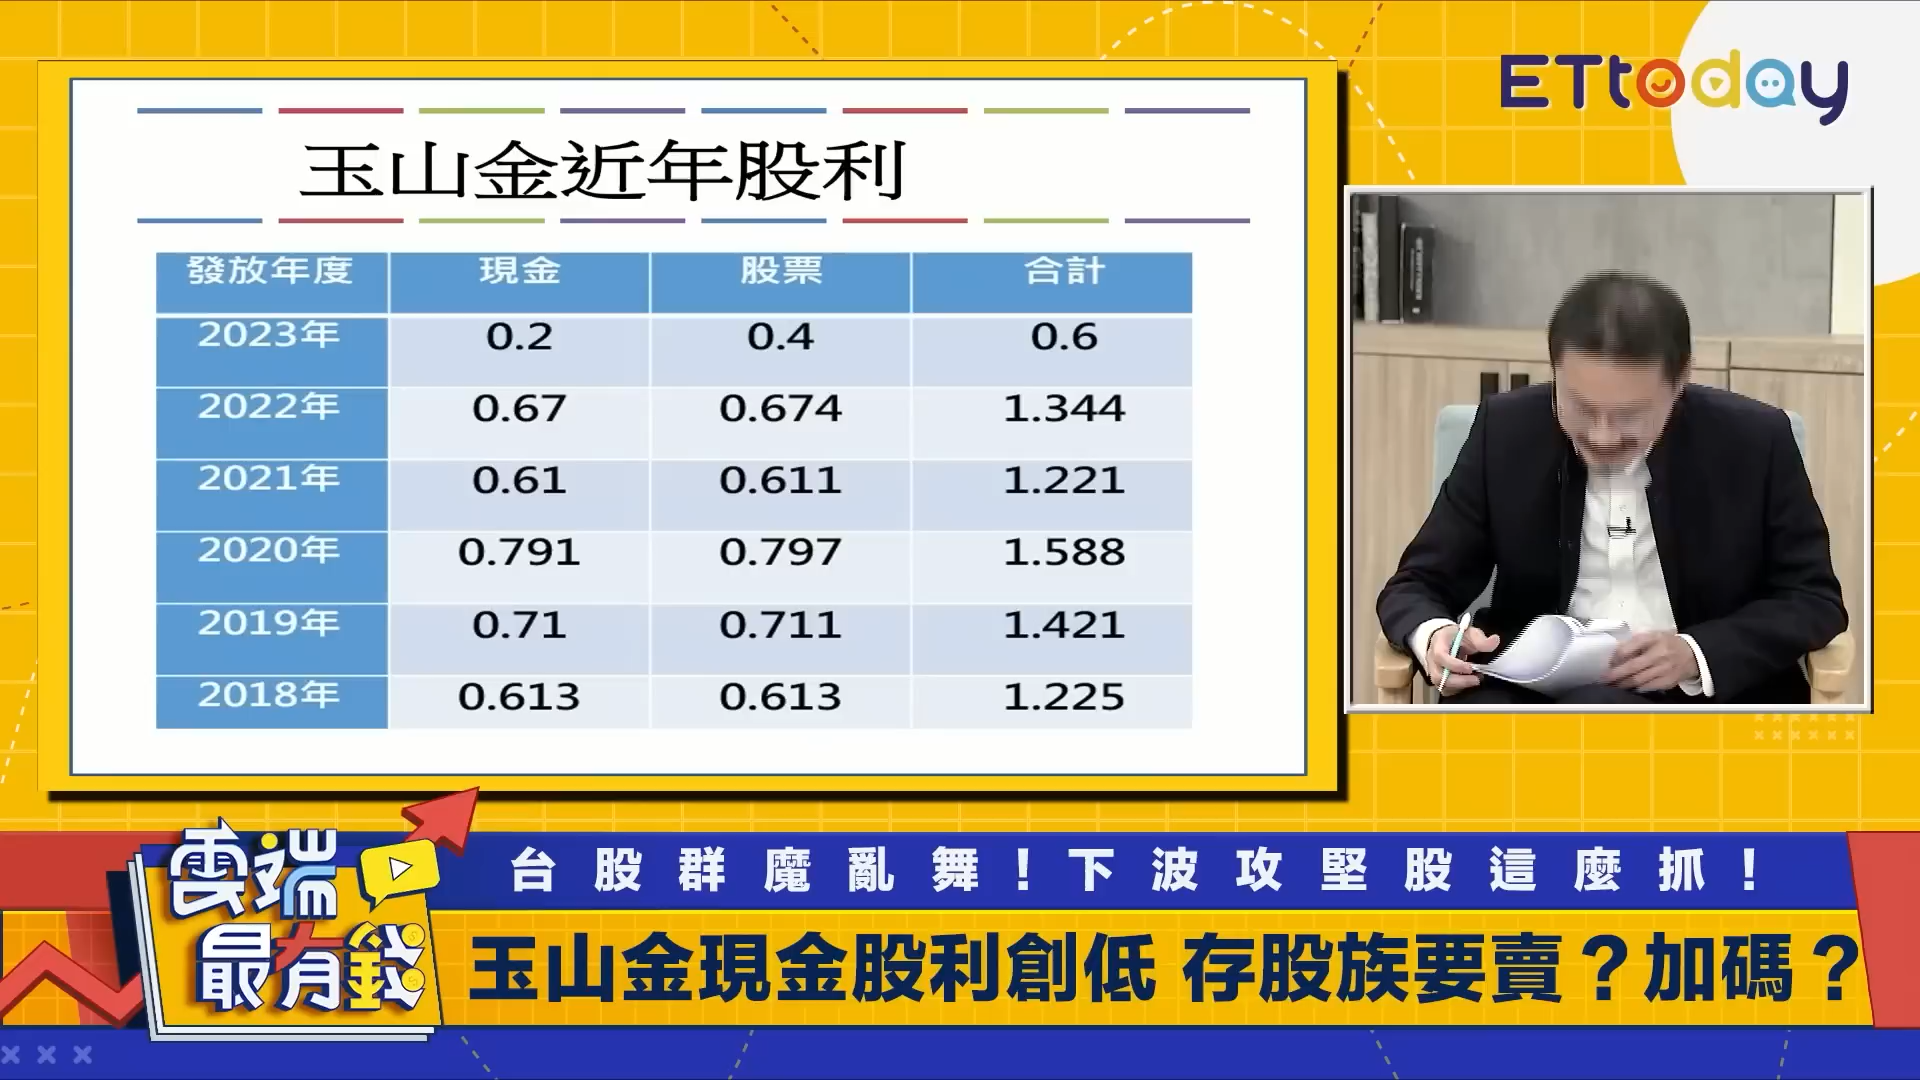 ETtoday
玉山金近年股利
發放年度 現金 股票 合計
2023年 0.2 0.4 0.6
2022年 0.67 0.674 1.344
2021年 0.61 0.611 1.221
2020年 0.791 0.797 1.588
2019年 0.71 0.711 1.421
2018年 0.613 0.613 1.225
雲端
最有錢
台股群魔亂舞!下波攻堅股這麼抓!
玉山金現金股利創低 存股族要賣?加碼?